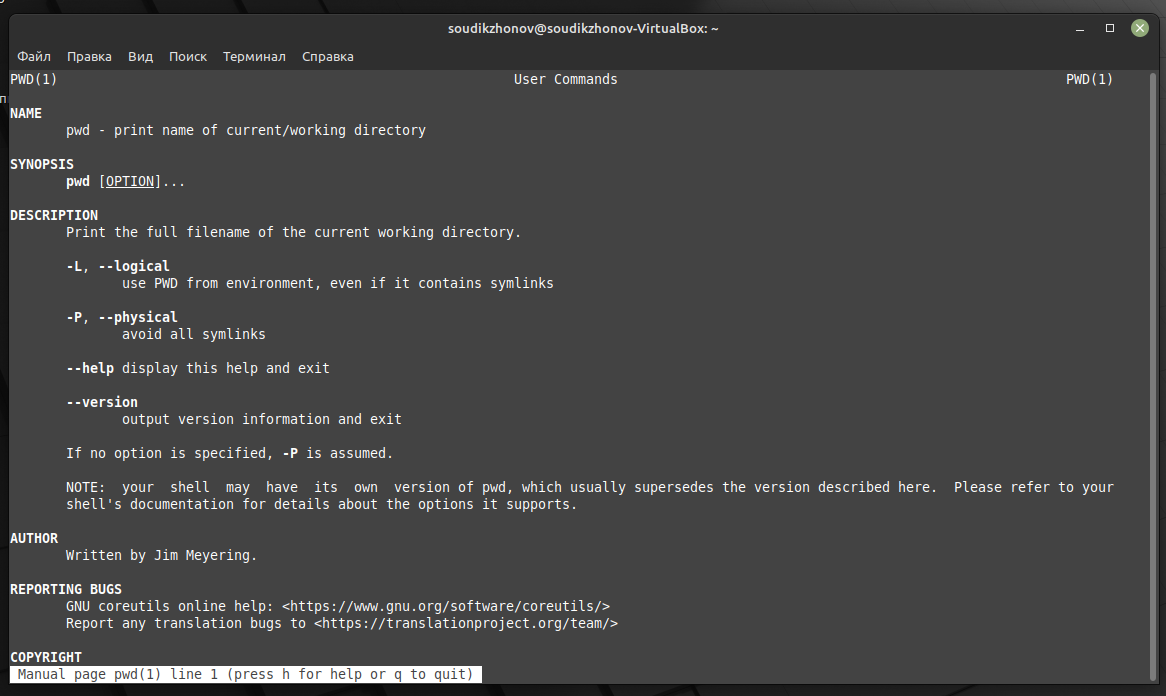 soudikzhonov@soudikzhonov-VirtualBox: ~
Файл Правка Вид Поиск Терминал Справка
PWD(1) User Commands PWD(1)
NAME
pwd - print name of current/working directory
SYNOPSIS
pwd [OPTION]...
DESCRIPTION
Print the full filename of the current working directory.
-L, --logical
use PWD from environment, even if it contains symlinks
-P, --physical
avoid all symlinks
--help display this help and exit
--version
output version information and exit
If no option is specified, -P is assumed.
NOTE: your shell may have its own version of pwd, which usually supersedes the version described here. Please refer to your
shell's documentation for details about the options it supports.
AUTHOR
Written by Jim Meyering.
REPORTING BUGS
GNU coreutils online help: <https://www.gnu.org/software/coreutils/>
Report any translation bugs to <https://translationproject.org/team/>
COPYRIGHT
Manual page pwd(1) line 1 (press h for help or q to quit)